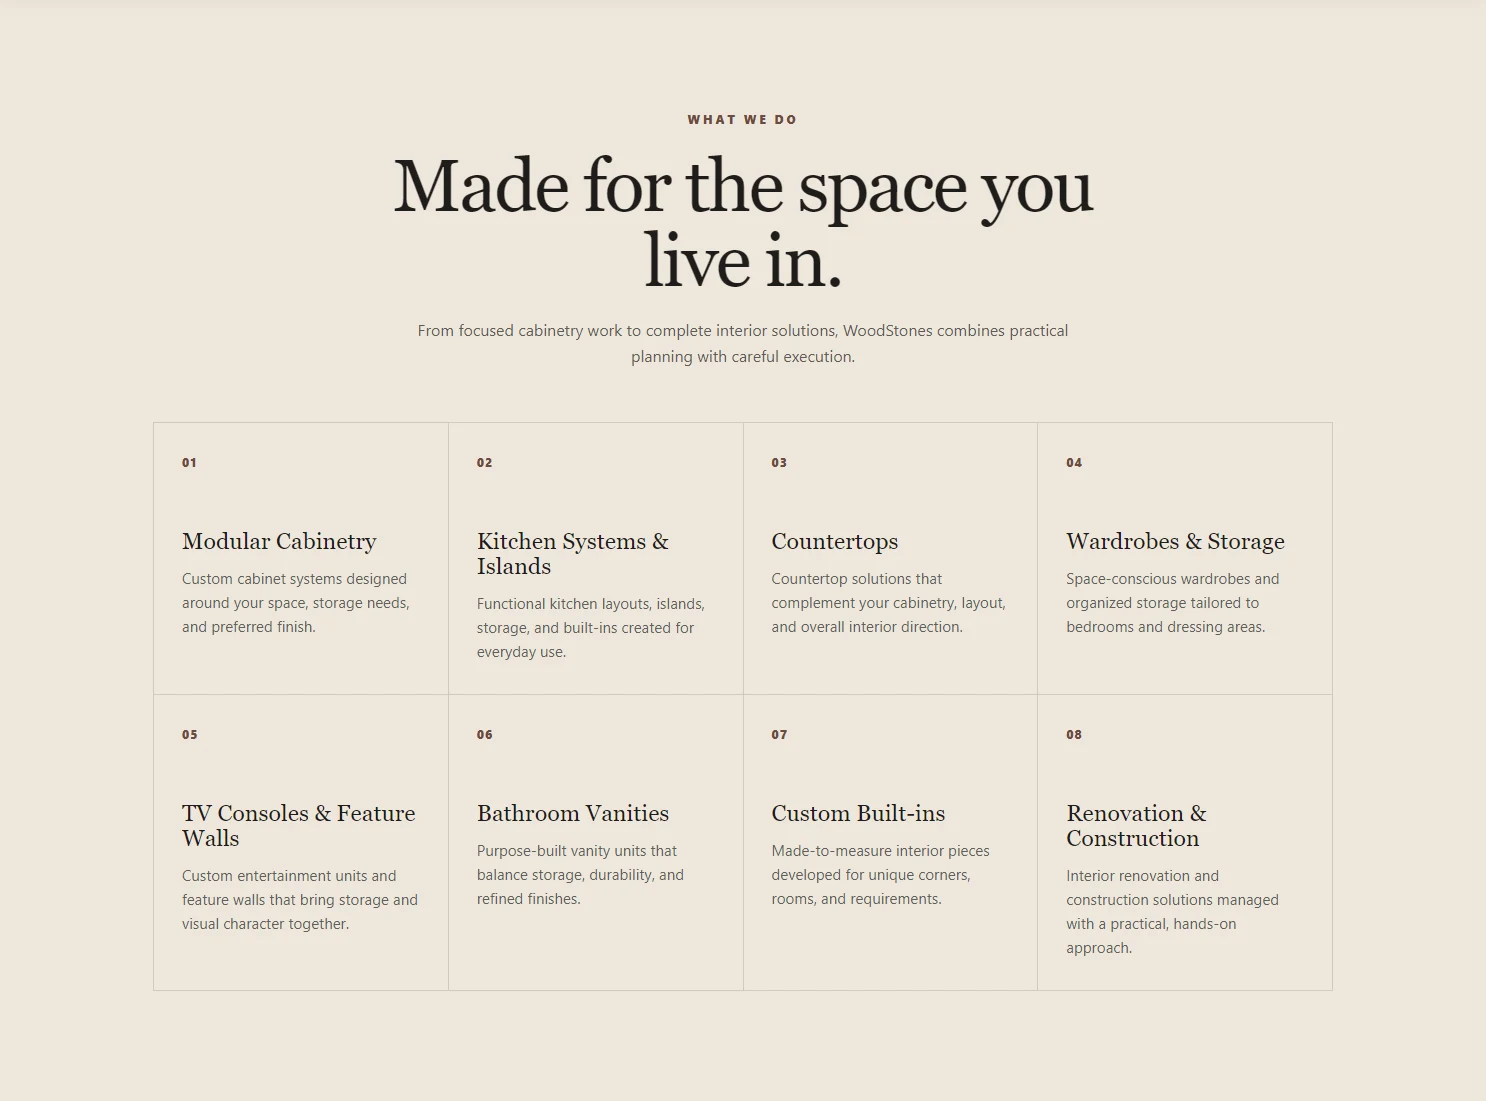 WHAT WE DO
Made for the space you
live in.
From focused cabinetry work to complete interior solutions, WoodStones combines practical
planning with careful execution.
01
Modular Cabinetry
Custom cabinet systems designed
around your space, storage needs,
and preferred finish.
02
Kitchen Systems &
Islands
Functional kitchen layouts, islands,
storage, and built-ins created for
everyday use.
03
Countertops
Countertop solutions that
complement your cabinetry, layout,
and overall interior direction.
04
Wardrobes & Storage
Space-conscious wardrobes and
organized storage tailored to
bedrooms and dressing areas.
05
TV Consoles & Feature
Walls
Custom entertainment units and
feature walls that bring storage and
visual character together.
06
Bathroom Vanities
Purpose-built vanity units that
balance storage, durability, and
refined finishes.
07
Custom Built-ins
Made-to-measure interior pieces
developed for unique corners,
rooms, and requirements.
08
Renovation &
Construction
Interior renovation and
construction solutions managed
with a practical, hands-on
approach.